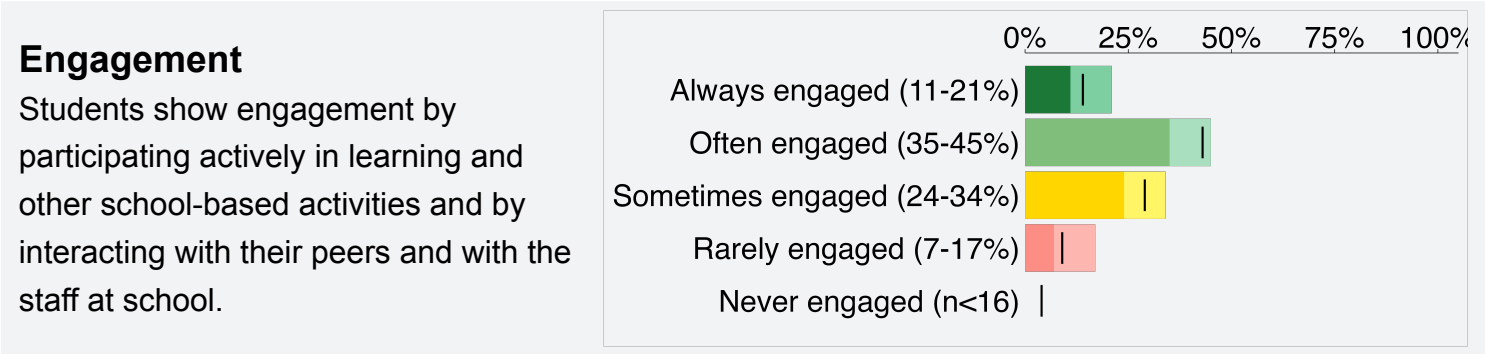 Engagement
Students show engagement by
participating actively in learning and
other school-based activities and by
interacting with their peers and with the
staff at school.
0% 25% 50% 75% 100%
Always engaged (11-21%)
Often engaged (35-45%)
Sometimes engaged (24-34%)
Rarely engaged (7-17%)
Never engaged (n<16)